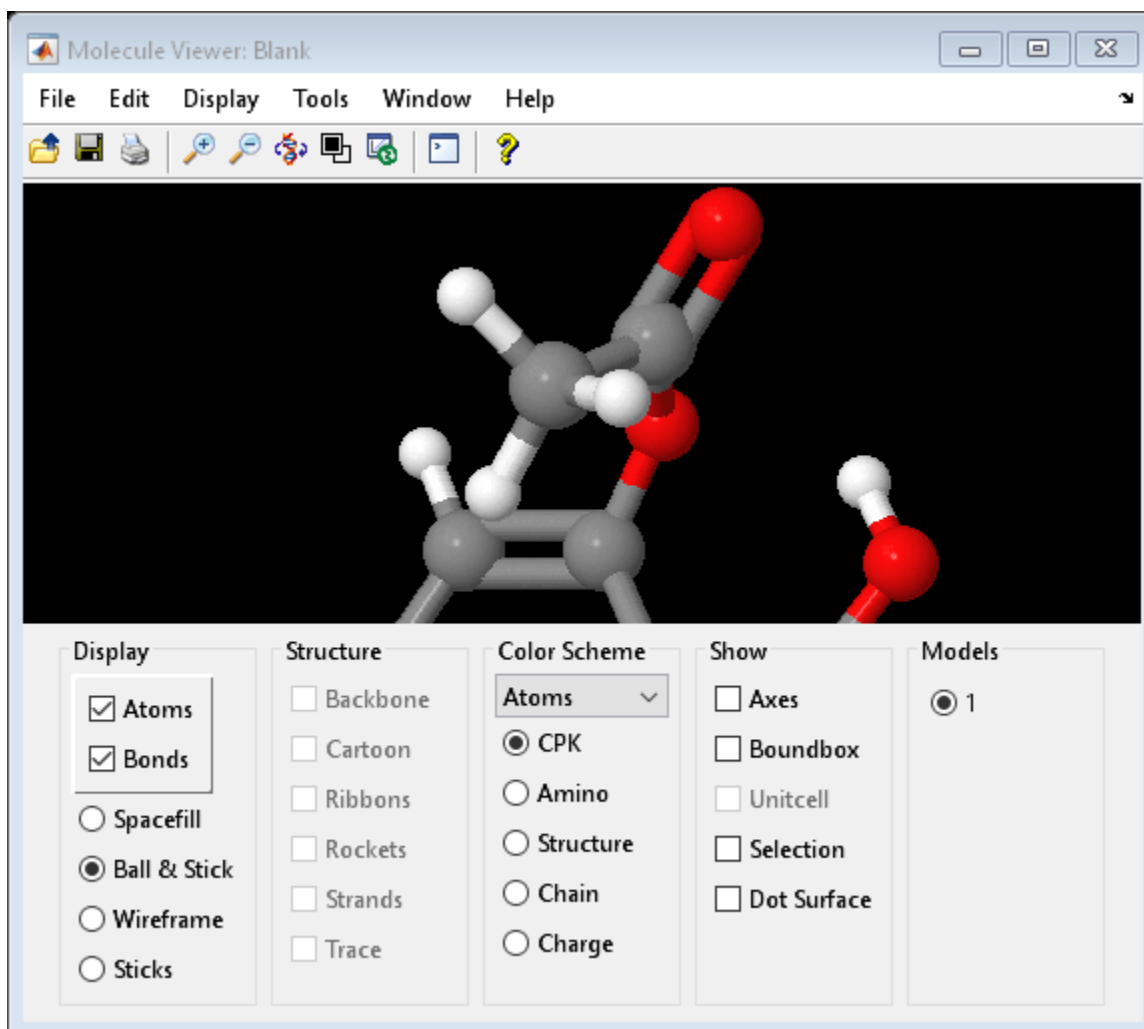 Molecule Viewer: Blank
File Edit Display Tools Window Help
Display
Atoms
Bonds
Spacefill
Ball & Stick
Wireframe
Sticks
Structure
Backbone
Cartoon
Ribbons
Rockets
Strands
Trace
Color Scheme
Atoms
CPK
Amino
Structure
Chain
Charge
Show
Axes
Boundbox
Unitcell
Selection
Dot Surface
Models
1